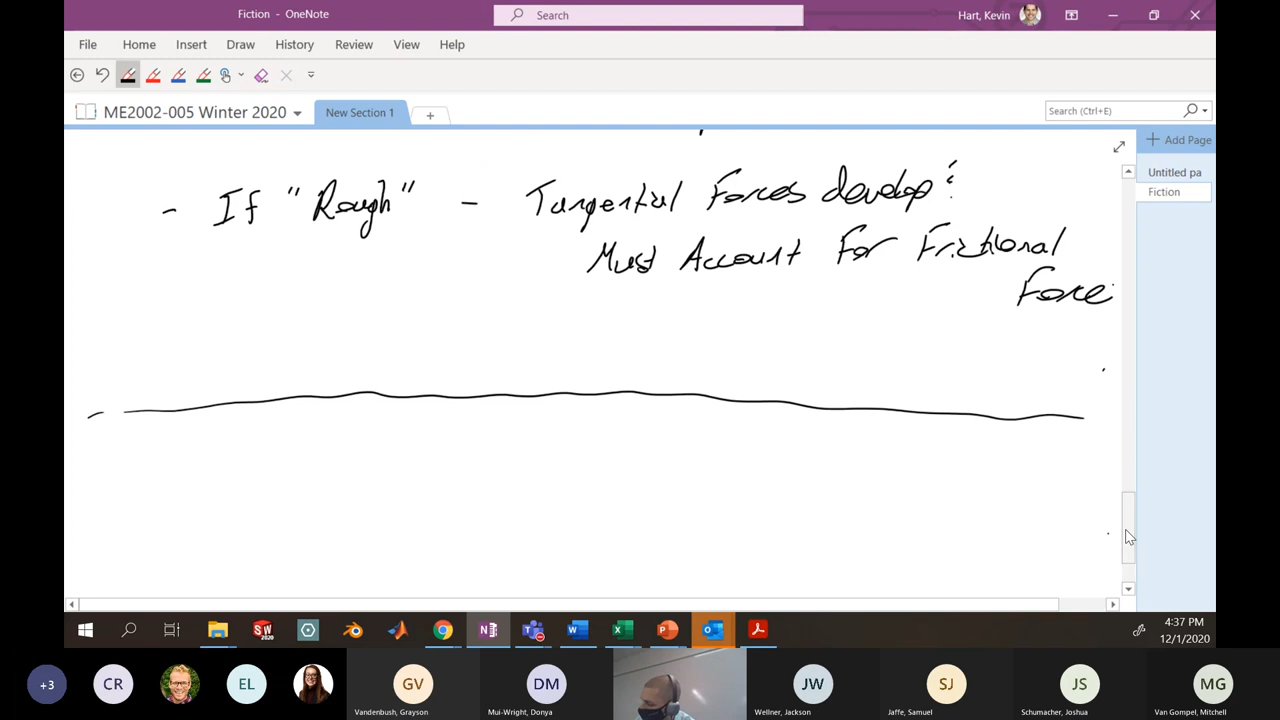 Fiction - OneNote
Search
Hart, Kevin
File Home Insert Draw History Review View Help
ME2002-005 Winter 2020
New Section 1
Search (Ctrl+E)
Add Page
Untitled pa
Fiction
- If "Rough" - Tangential Forces develop &
Must Account For Frictional
Force
4:37 PM
12/1/2020
+3
CR
EL
GV
Vandenbush, Grayson
DM
Mui-Wright, Donya
JW
Wellner, Jackson
SJ
Jaffe, Samuel
JS
Schumacher, Joshua
MG
Van Gompel, Mitchell